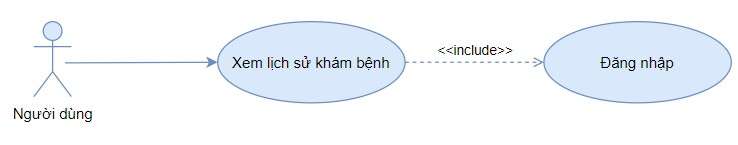 <<include>>
Xem lịch sử khám bệnh
Đăng nhập
Người dùng